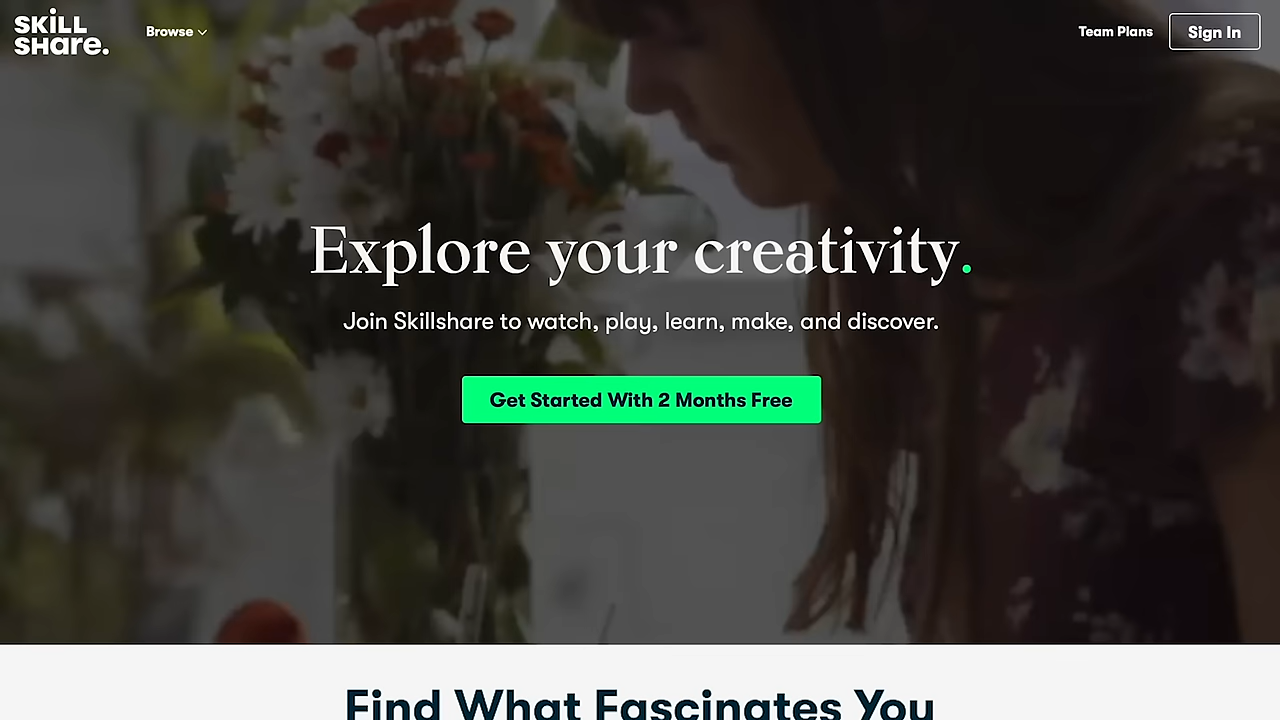 SKiLL
SHare.
Browse
Team Plans
Sign In
Explore your creativity.
Join Skillshare to watch, play, learn, make, and discover.
Get Started With 2 Months Free
Find What Fascinates You